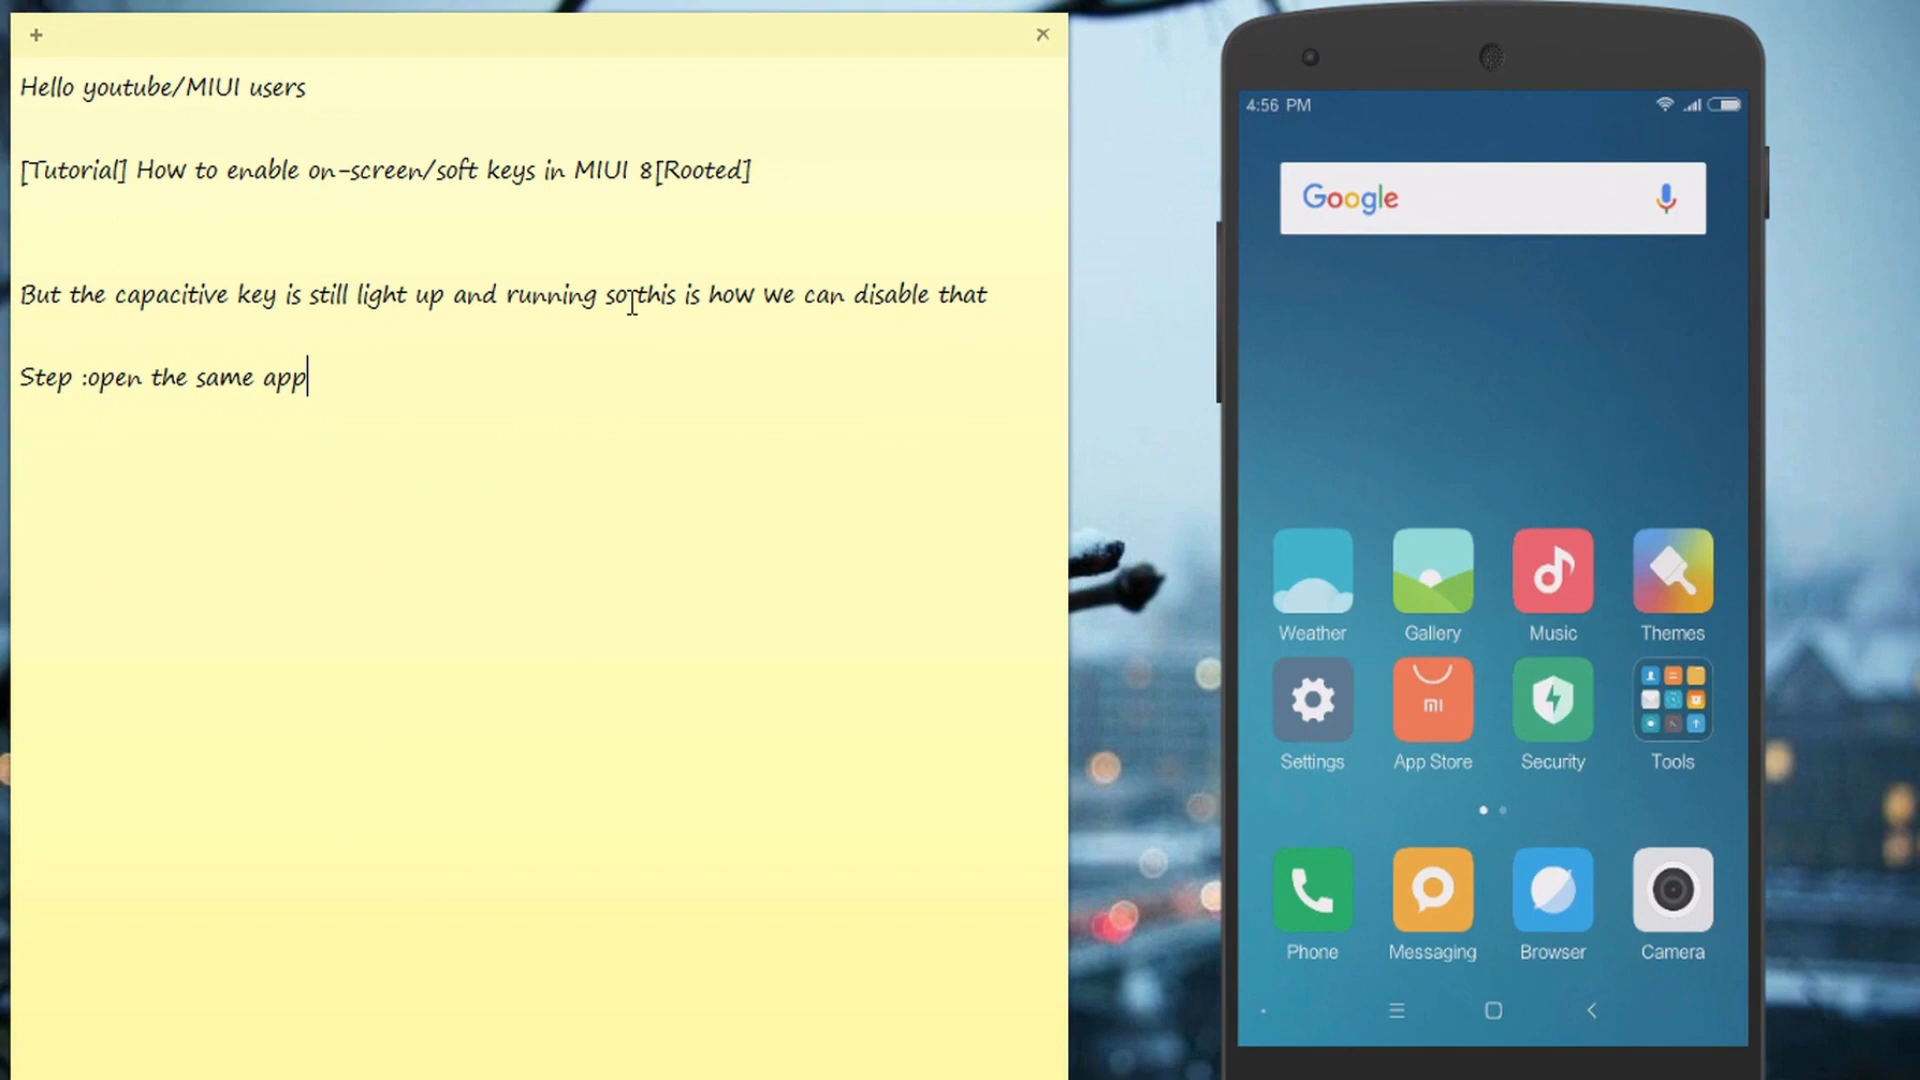 Hello youtube/MIUI users
[Tutorial] How to enable on-screen/soft keys in MIUI 8[Rooted]
But the capacitive key is still light up and running so this is how we can disable that
Step :open the same app
4:56 PM
Google
Weather Gallery Music Themes
mi
Settings App Store Security Tools
Phone Messaging Browser Camera